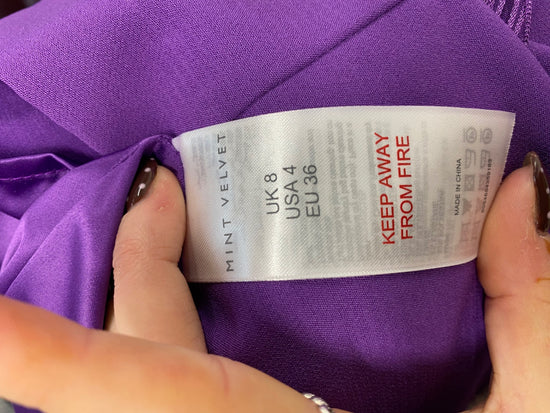 MINT VELVET
UK 8
USA 4
EU 36
KEEP AWAY
FROM FIRE
MADE IN CHINA